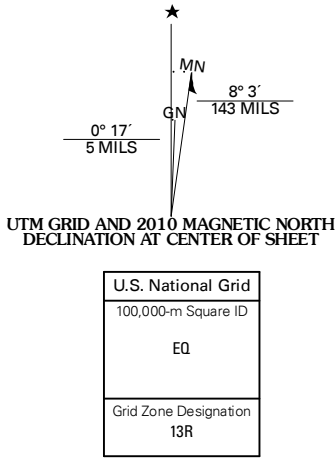 ★
MN
8° 3´
143 MILS
GN
0° 17´
5 MILS
UTM GRID AND 2010 MAGNETIC NORTH
DECLINATION AT CENTER OF SHEET
U.S. National Grid
100,000-m Square ID
EQ
Grid Zone Designation
13R